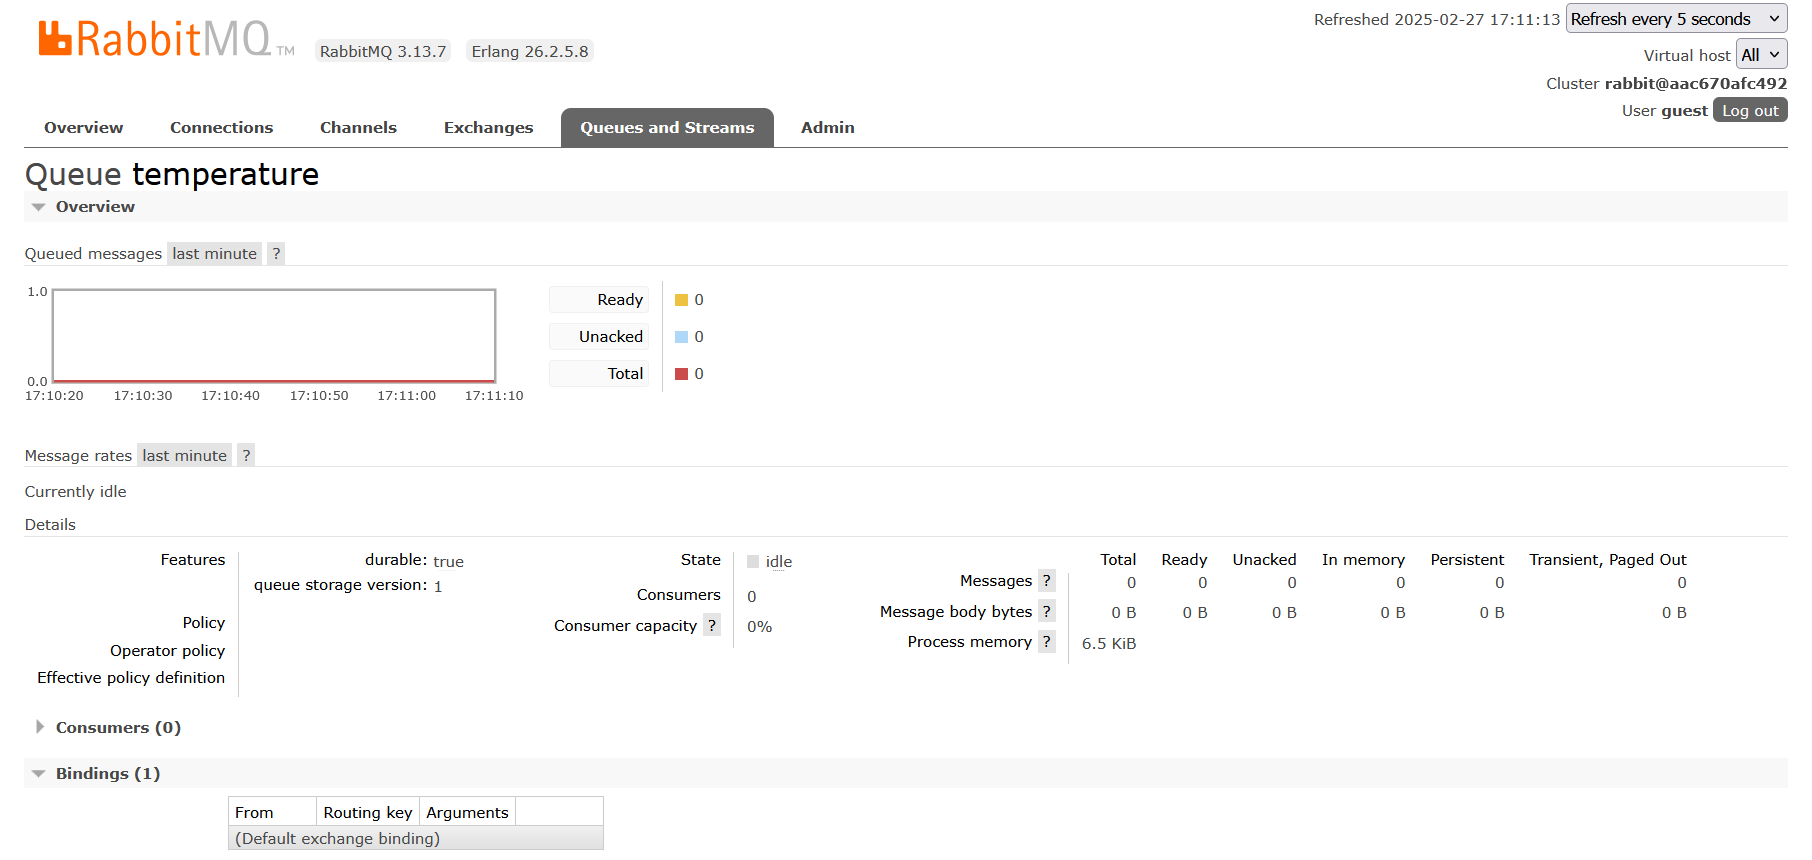 RabbitMQ TM RabbitMQ 3.13.7 Erlang 26.2.5.8
Refreshed 2025-02-27 17:11:13 Refresh every 5 seconds
Virtual host All
Cluster rabbit@aac670afc492
User guest Log out
Overview Connections Channels Exchanges Queues and Streams Admin
Queue temperature
Overview
Queued messages last minute ?
1.0
0.0
17:10:20 17:10:30 17:10:40 17:10:50 17:11:00 17:11:10
Ready 0
Unacked 0
Total 0
Message rates last minute ?
Currently idle
Details
Features durable: true
queue storage version: 1
Policy
Operator policy
Effective policy definition
State idle
Consumers 0
Consumer capacity ? 0%
Total Ready Unacked In memory Persistent Transient, Paged Out
Messages ? 0 0 0 0 0 0
Message body bytes ? 0 B 0 B 0 B 0 B 0 B 0 B
Process memory ? 6.5 KiB
Consumers (0)
Bindings (1)
From Routing key Arguments
(Default exchange binding)